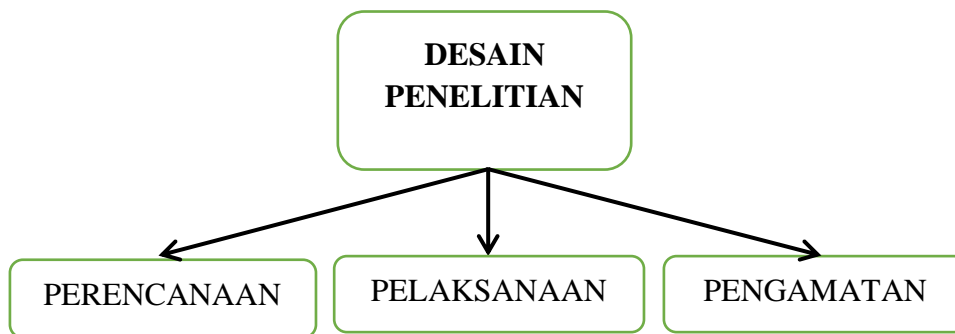 DESAIN
PENELITIAN
PERENCANAAN
PELAKSANAAN
PENGAMATAN